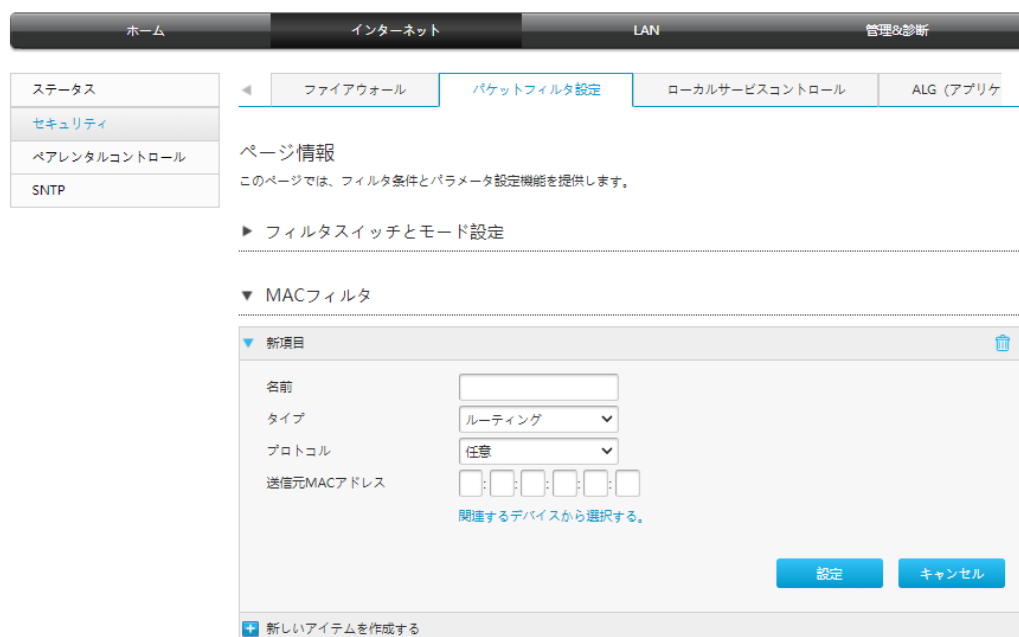 ホーム インターネット LAN 管理&診断
ステータス
セキュリティ
ペアレンタルコントロール
SNTP
ファイアウォール パケットフィルタ設定 ローカルサービスコントロール ALG（アプリケ
ページ情報
このページでは、フィルタ条件とパラメータ設定機能を提供します。
フィルタスイッチとモード設定
MACフィルタ
新項目
名前
タイプ ルーティング
プロトコル 任意
送信元MACアドレス : : : : :
関連するデバイスから選択する。
設定 キャンセル
新しいアイテムを作成する